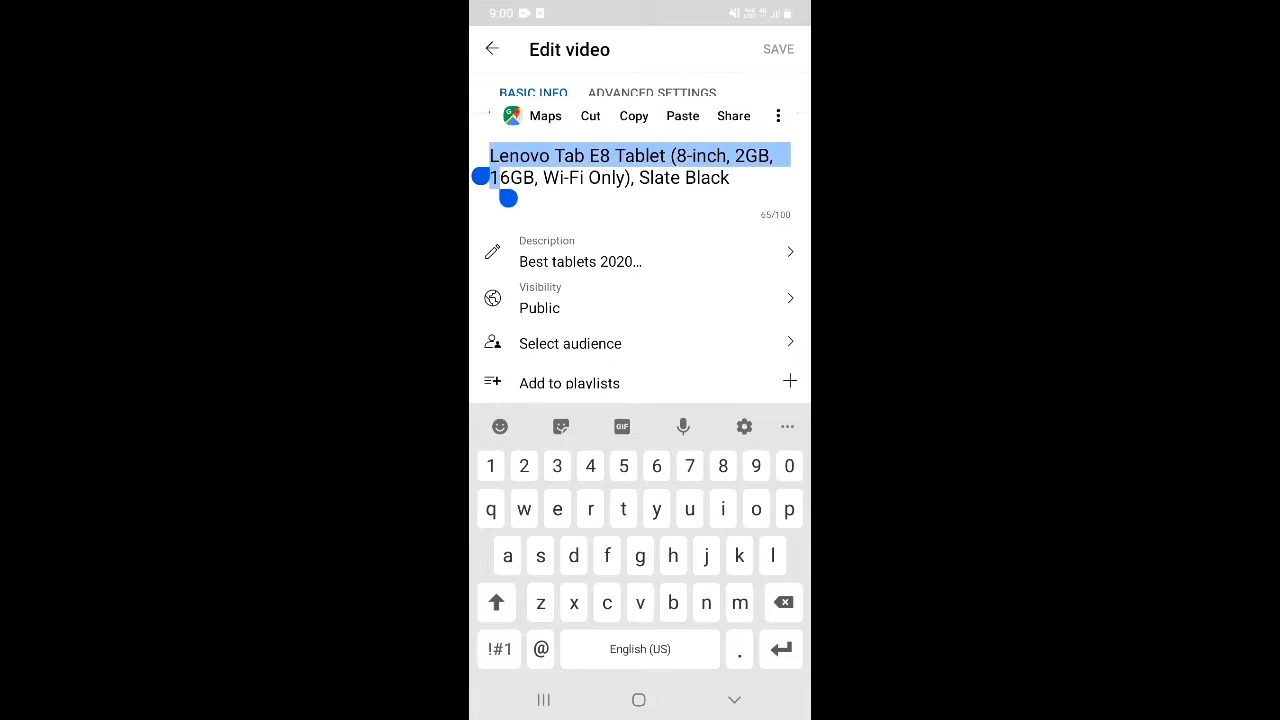 9:00
Edit video
SAVE
BASIC INFO ADVANCED SETTINGS
Maps Cut Copy Paste Share
Lenovo Tab E8 Tablet (8-inch, 2GB,
16GB, Wi-Fi Only), Slate Black
65/100
Description
Best tablets 2020...
Visibility
Public
Select audience
Add to playlists
GIF
1 2 3 4 5 6 7 8 9 0
q w e r t y u i o p
a s d f g h j k l
z x c v b n m
!#1 @ English (US) .